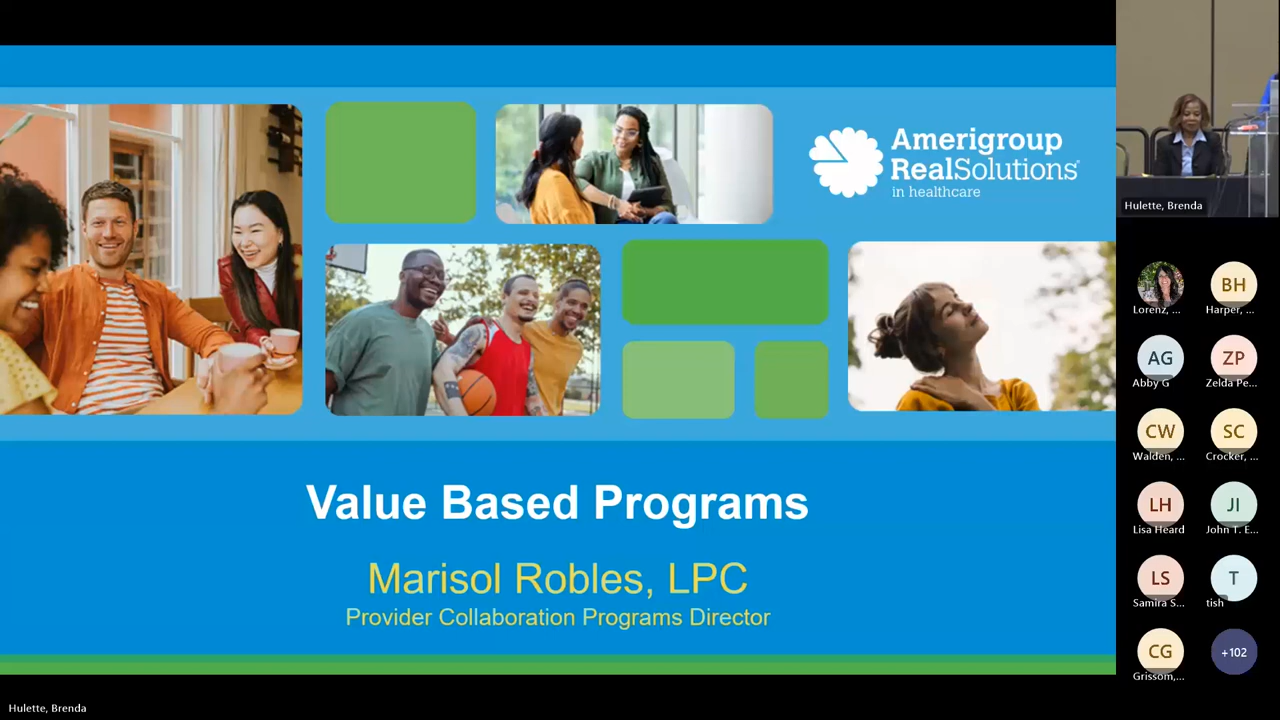 Amerigroup
RealSolutions
in healthcare
Value Based Programs
Marisol Robles, LPC
Provider Collaboration Programs Director
Hulette, Brenda
Lorenz, ...
BH
Harper, ...
AG
Abby G
ZP
Zelda Pe...
CW
Walden, ...
SC
Crocker, ...
LH
Lisa Heard
JI
John T. E...
LS
Samira S...
T
tish
CG
Grissom,...
+102
Hulette, Brenda